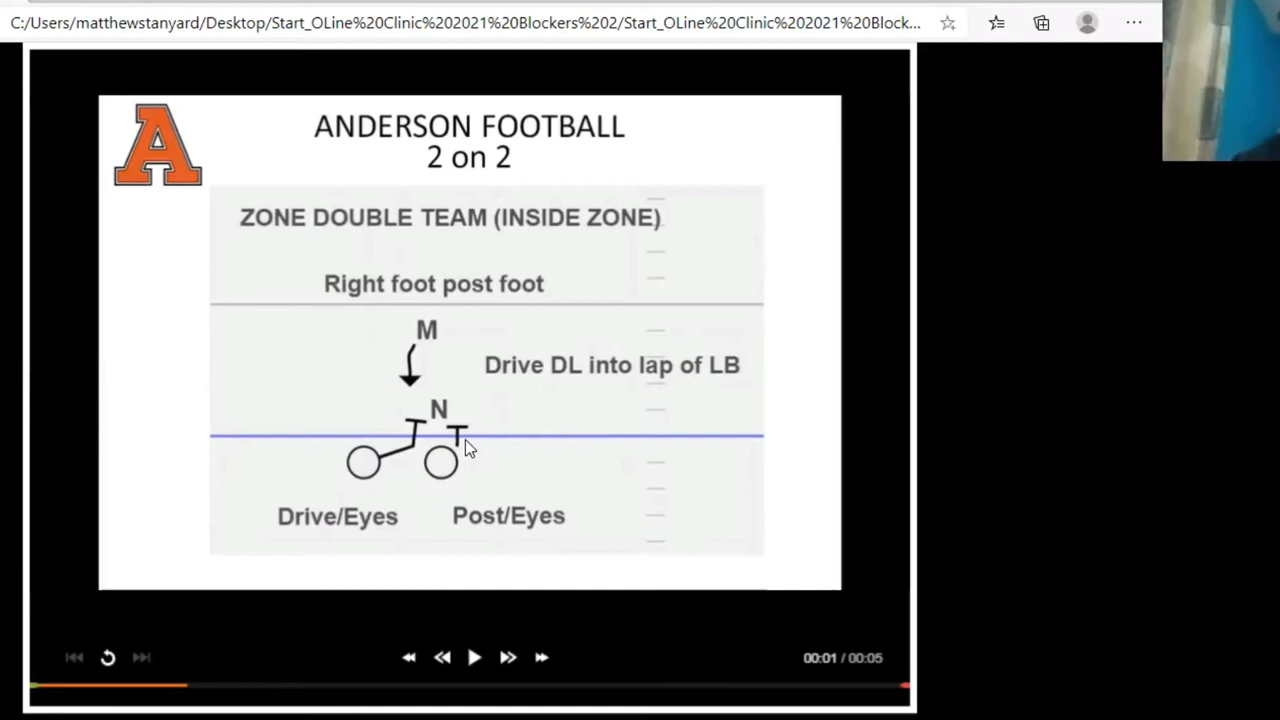 C:/Users/matthewstanyard/Desktop/Start_OLine%20Clinic%202021%20Blockers%202/Start_OLine%20Clinic%202021%20Block...
A
ANDERSON FOOTBALL
2 on 2
ZONE DOUBLE TEAM (INSIDE ZONE)
Right foot post foot
M
Drive DL into lap of LB
N
Drive/Eyes Post/Eyes
00:01 / 00:05